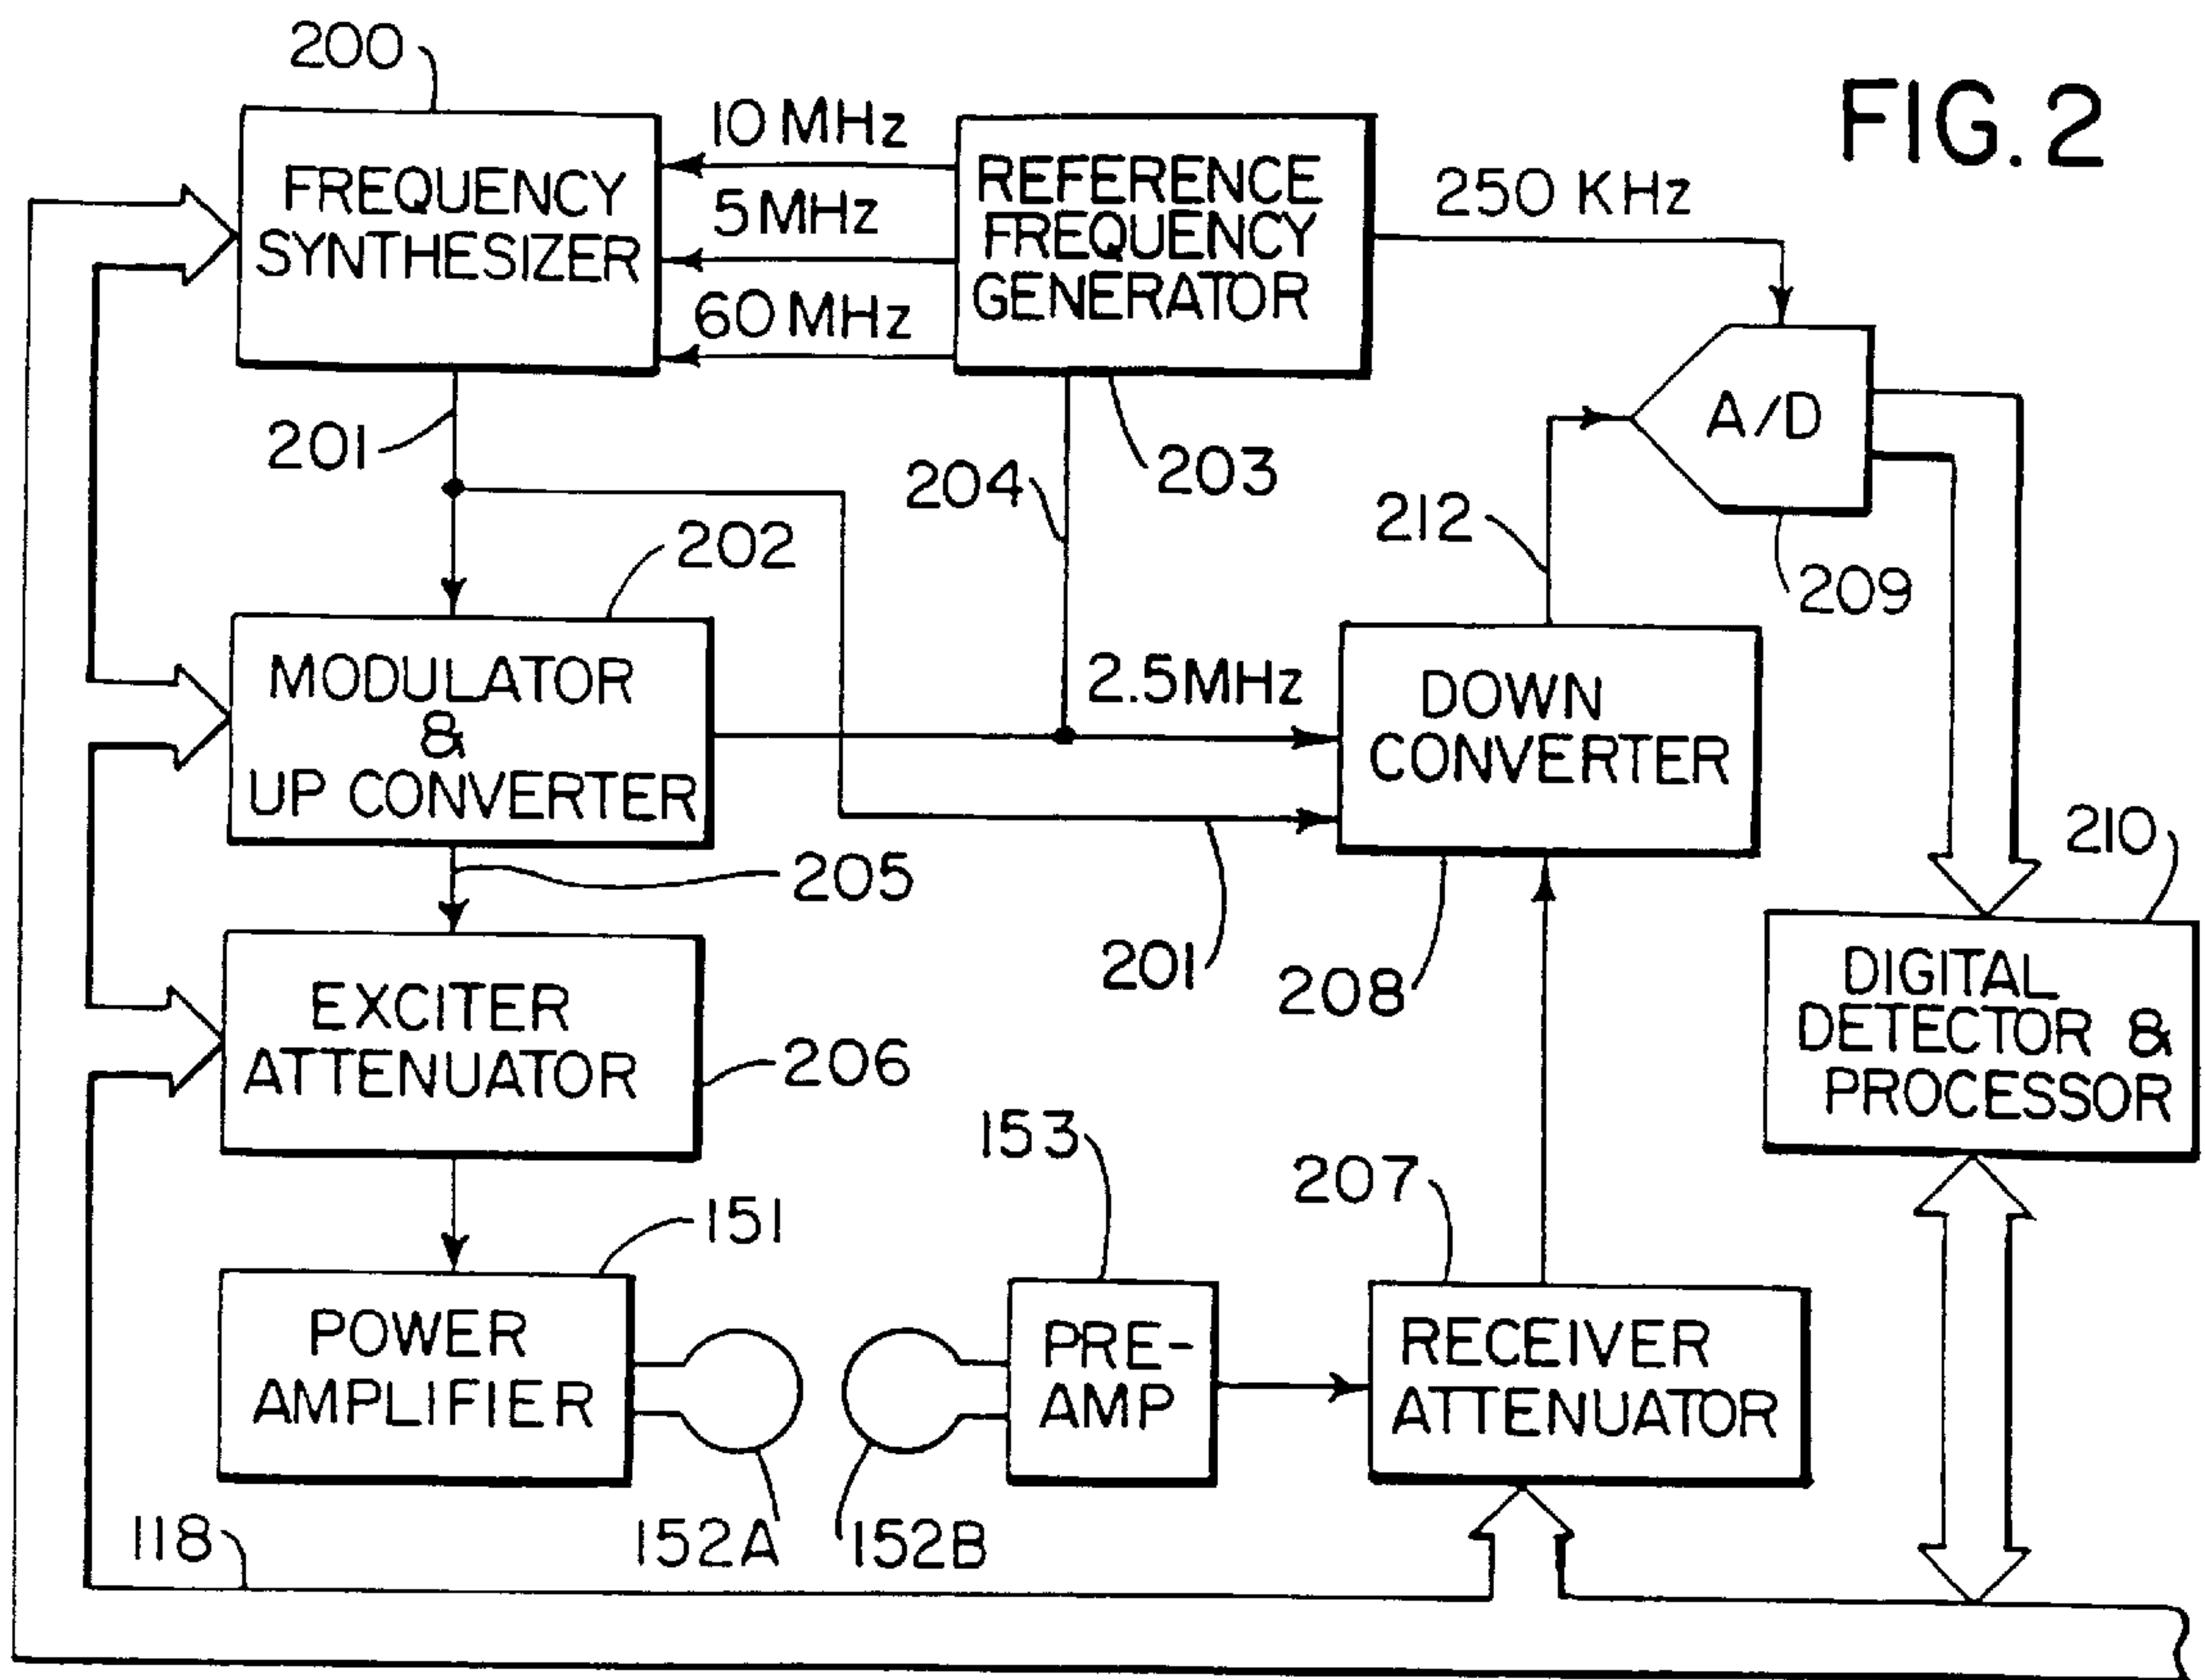 FIG. 2
200
FREQUENCY
SYNTHESIZER
10 MHz
5 MHz
60 MHz
REFERENCE
FREQUENCY
GENERATOR
250 KHz
A/D
201
204
203
212
209
202
MODULATOR
&
UP CONVERTER
2.5MHz
DOWN
CONVERTER
205
201
208
210
DIGITAL
DETECTOR &
PROCESSOR
EXCITER
ATTENUATOR
206
153
207
151
POWER
AMPLIFIER
PRE-
AMP
RECEIVER
ATTENUATOR
118
152A
152B